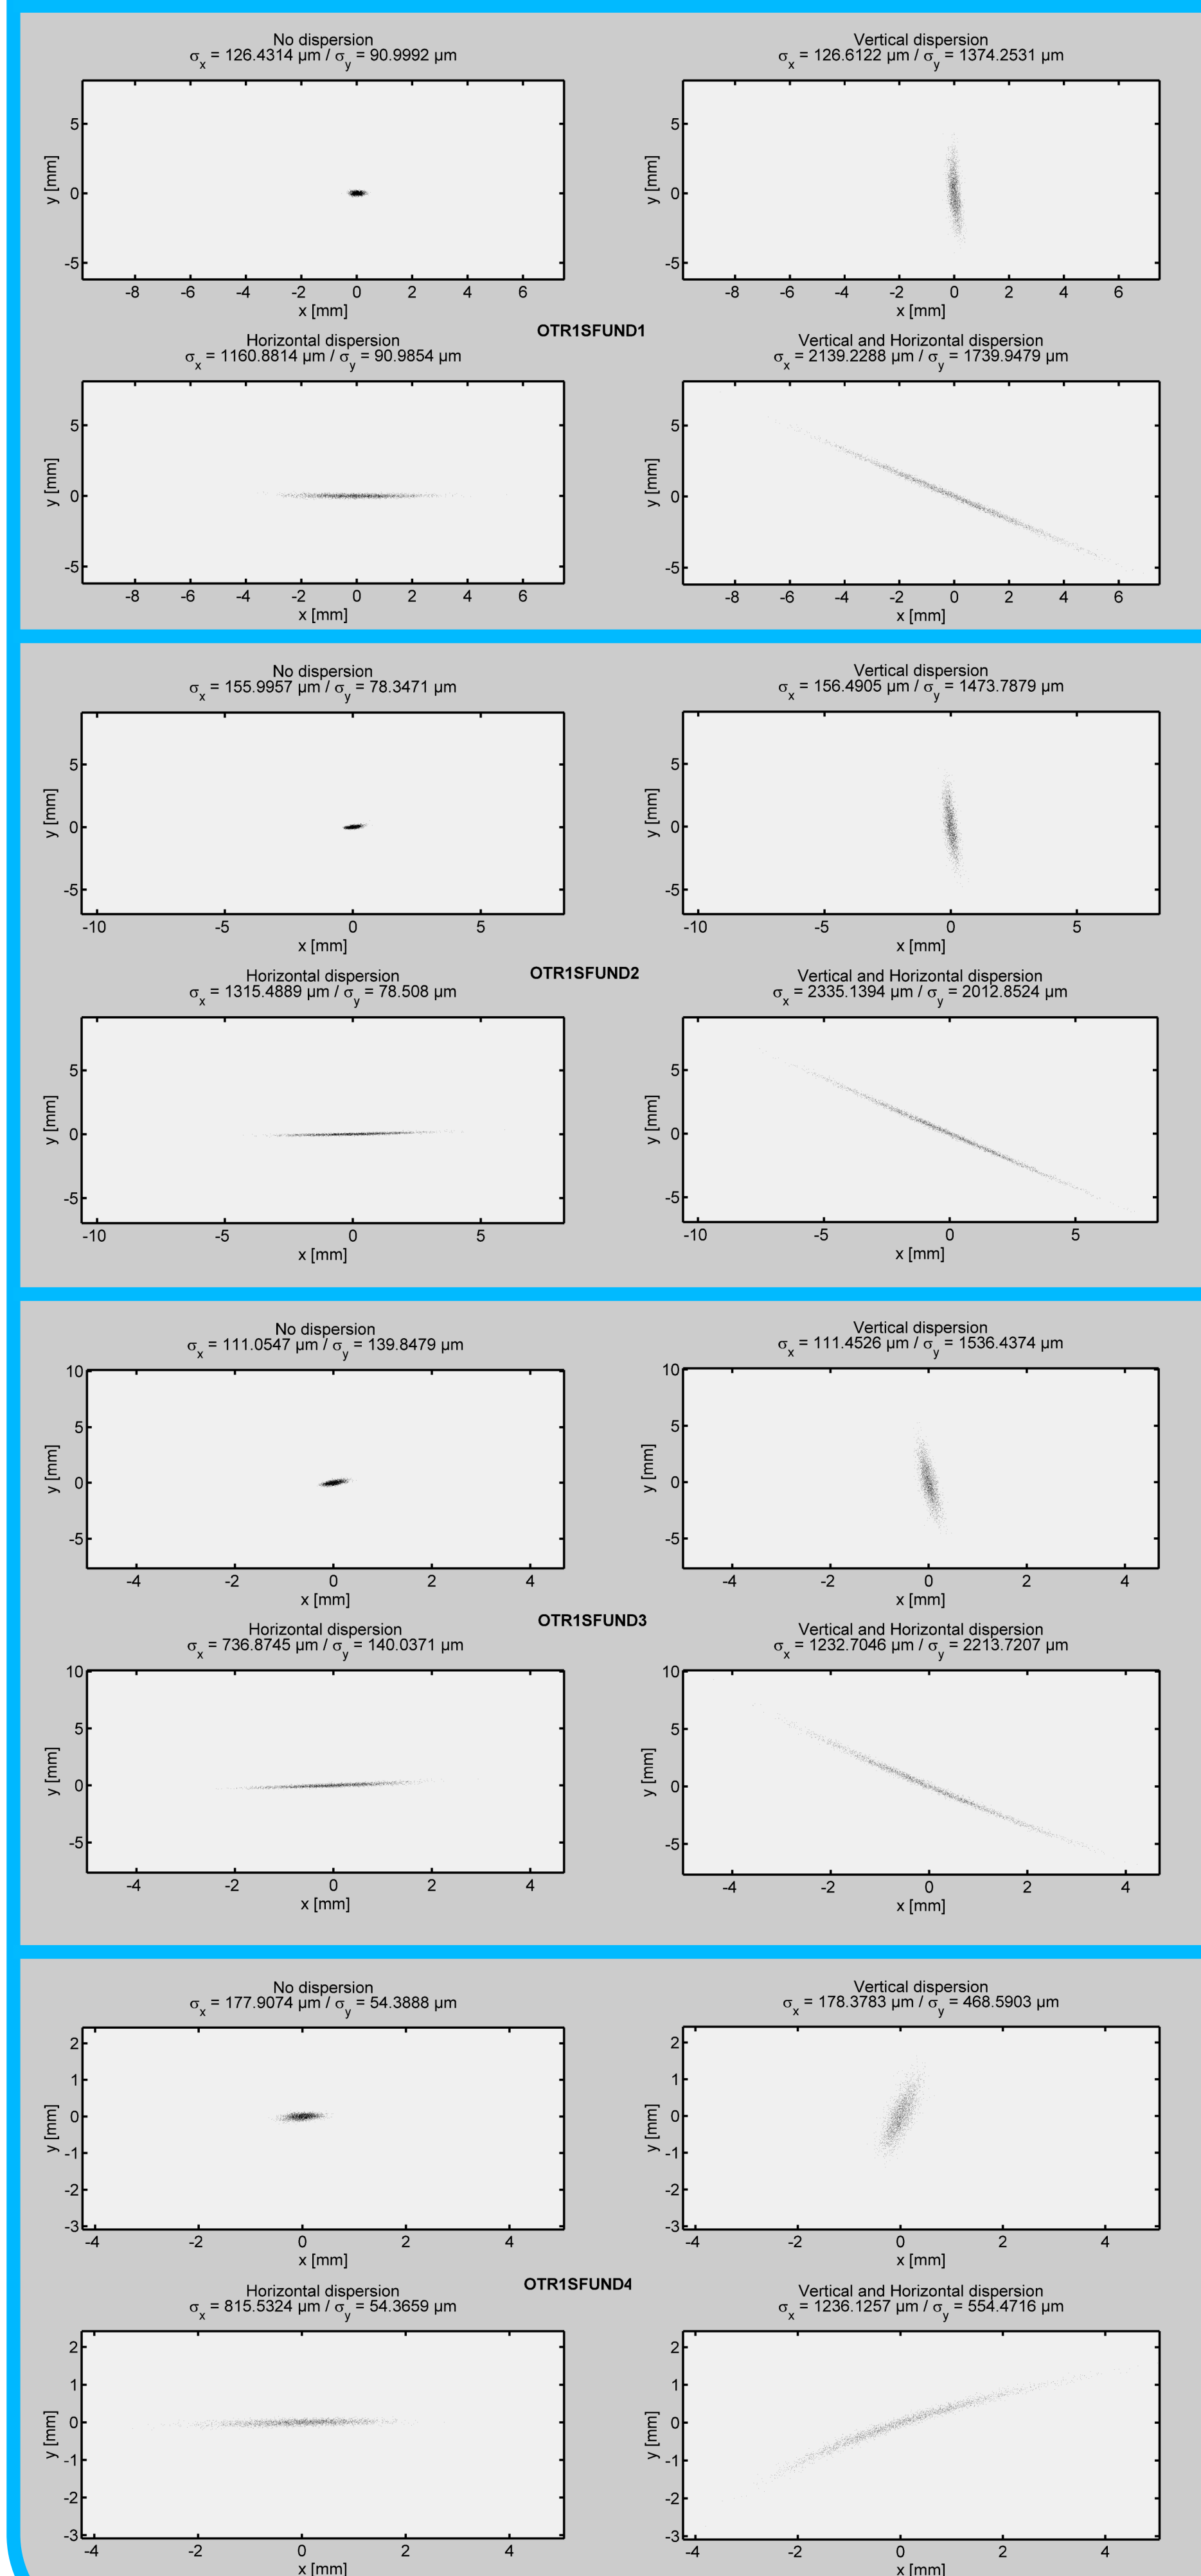 No dispersion
σx = 126.4314 µm / σy = 90.9992 µm
y [mm]
5
0
-5
-8 -6 -4 -2 0 2 4 6
x [mm]
Vertical dispersion
σx = 126.6122 µm / σy = 1374.2531 µm
y [mm]
5
0
-5
-8 -6 -4 -2 0 2 4 6
x [mm]
OTR1SFUND1
Horizontal dispersion
σx = 1160.8814 µm / σy = 90.9854 µm
y [mm]
5
0
-5
-8 -6 -4 -2 0 2 4 6
x [mm]
Vertical and Horizontal dispersion
σx = 2139.2288 µm / σy = 1739.9479 µm
y [mm]
5
0
-5
-8 -6 -4 -2 0 2 4 6
x [mm]
No dispersion
σx = 155.9957 µm / σy = 78.3471 µm
y [mm]
5
0
-5
-10 -5 0 5
x [mm]
Vertical dispersion
σx = 156.4905 µm / σy = 1473.7879 µm
y [mm]
5
0
-5
-10 -5 0 5
x [mm]
OTR1SFUND2
Horizontal dispersion
σx = 1315.4889 µm / σy = 78.508 µm
y [mm]
5
0
-5
-10 -5 0 5
x [mm]
Vertical and Horizontal dispersion
σx = 2335.1394 µm / σy = 2012.8524 µm
y [mm]
5
0
-5
-10 -5 0 5
x [mm]
No dispersion
σx = 111.0547 µm / σy = 139.8479 µm
y [mm]
10
5
0
-5
-4 -2 0 2 4
x [mm]
Vertical dispersion
σx = 111.4526 µm / σy = 1536.4374 µm
y [mm]
10
5
0
-5
-4 -2 0 2 4
x [mm]
OTR1SFUND3
Horizontal dispersion
σx = 736.8745 µm / σy = 140.0371 µm
y [mm]
10
5
0
-5
-4 -2 0 2 4
x [mm]
Vertical and Horizontal dispersion
σx = 1232.7046 µm / σy = 2213.7207 µm
y [mm]
10
5
0
-5
-4 -2 0 2 4
x [mm]
No dispersion
σx = 177.9074 µm / σy = 54.3888 µm
y [mm]
2
1
0
-1
-2
-3
-4 -2 0 2 4
x [mm]
Vertical dispersion
σx = 178.3783 µm / σy = 468.5903 µm
y [mm]
2
1
0
-1
-2
-3
-4 -2 0 2 4
x [mm]
OTR1SFUND4
Horizontal dispersion
σx = 815.5324 µm / σy = 54.3659 µm
y [mm]
2
1
0
-1
-2
-3
-4 -2 0 2 4
x [mm]
Vertical and Horizontal dispersion
σx = 1236.1257 µm / σy = 554.4716 µm
y [mm]
2
1
0
-1
-2
-3
-4 -2 0 2 4
x [mm]